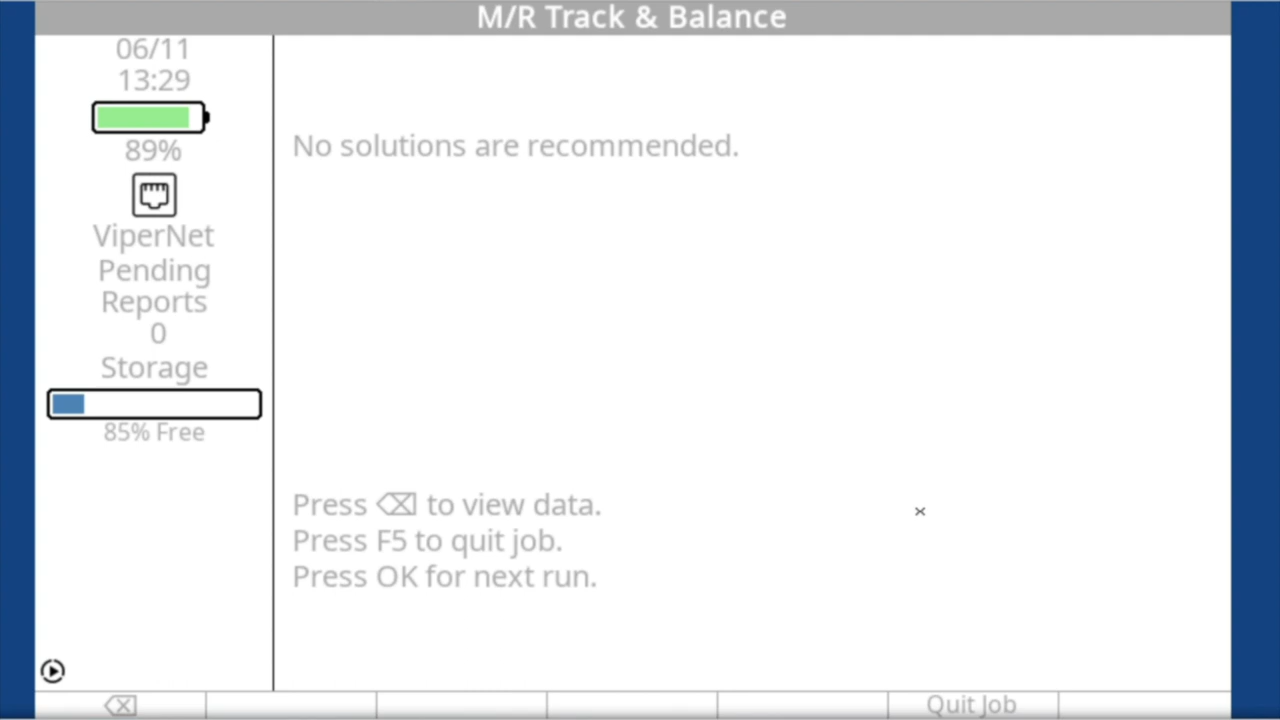 M/R Track & Balance
06/11
13:29
89%
ViperNet
Pending
Reports
0
Storage
85% Free
No solutions are recommended.
Press ⌫ to view data.
Press F5 to quit job.
Press OK for next run.
⌫
Quit Job